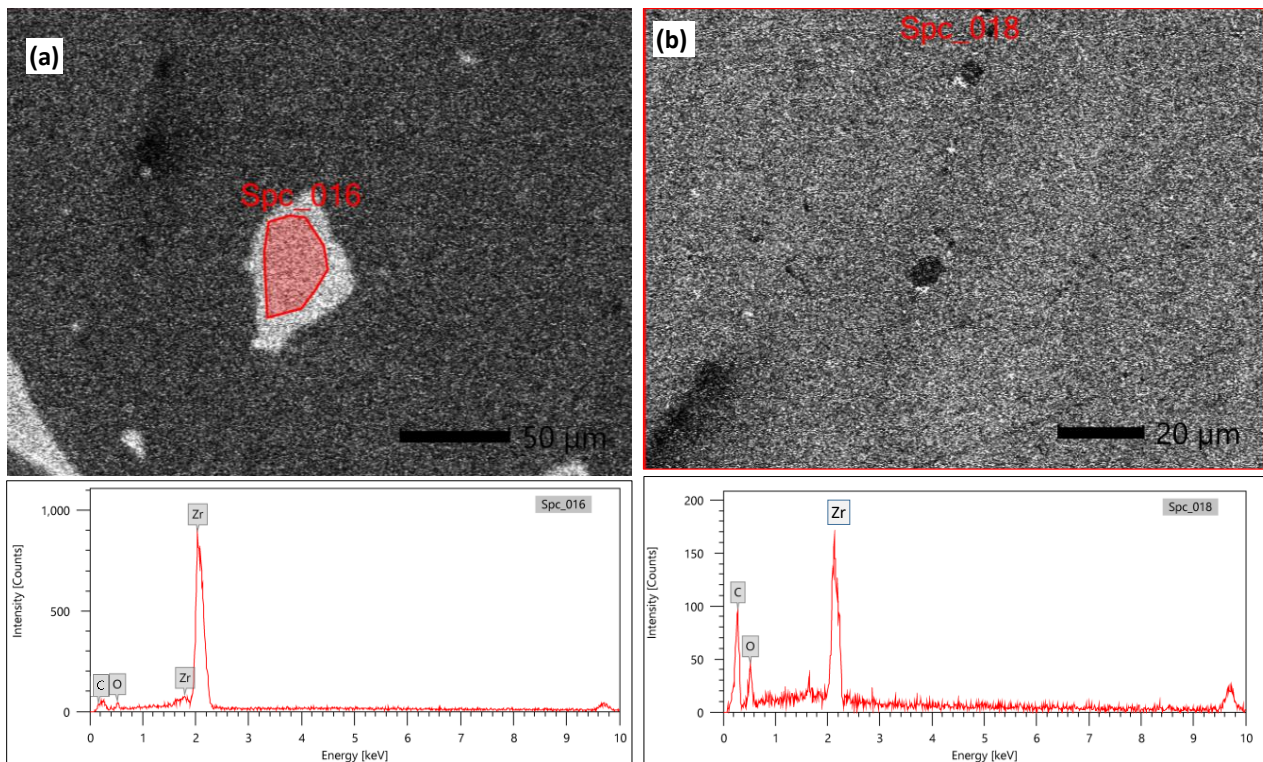 (a)
Spc_016
50 µm
(b)
Spc_018
20 µm
Spc_016
1,000
500
0
Intensity [Counts]
C
O
Zr
Zr
0 1 2 3 4 5 6 7 8 9 10
Energy [keV]
Spc_018
200
150
100
50
0
Intensity [Counts]
C
O
Zr
0 1 2 3 4 5 6 7 8 9 10
Energy [keV]